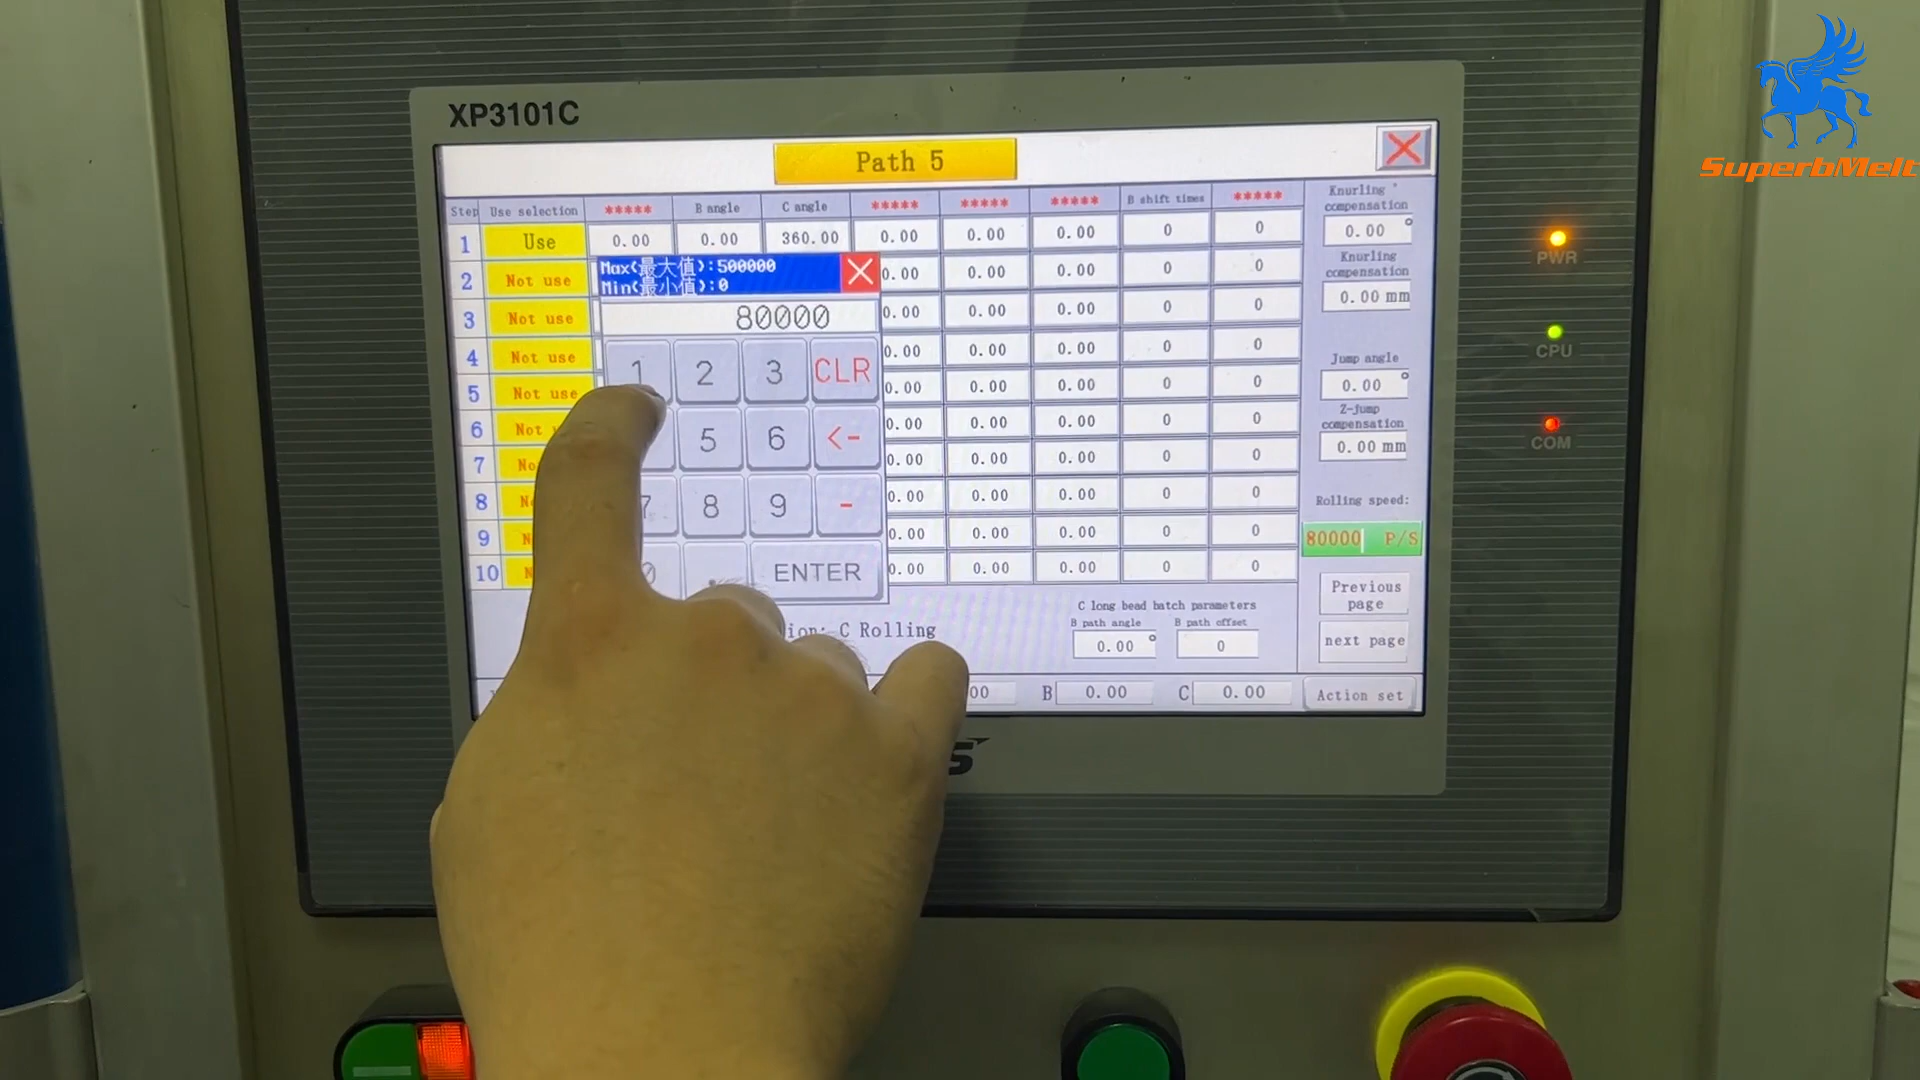 SuperbMelt
XP3101C
Path 5
Step Use selection ***** B angle C angle ***** ***** ***** B shift times *****
1 Use 0.00 0.00 360.00 0.00 0.00 0.00 0 0
2 Not use 0.00 0.00 0.00 0 0
3 Not use 0.00 0.00 0.00 0 0
4 Not use 0.00 0.00 0.00 0 0
5 Not use 0.00 0.00 0.00 0 0
6 Not 0.00 0.00 0.00 0 0
7 0.00 0.00 0.00 0 0
8 0.00 0.00 0.00 0 0
9 0.00 0.00 0.00 0 0
10 0.00 0.00 0.00 0 0
Max(最大值):500000
Min(最小值):0
80000
1 2 3 CLR
5 6 <-
7 8 9 -
0 . ENTER
C Rolling
C long bead batch parameters
B path angle B path offset
0.00 ° 0
B 0.00 C 0.00 Action set
Knurling °
compensation
0.00 °
Knurling
compensation
0.00 mm
Jump angle
0.00 °
Z-jump
compensation
0.00 mm
Rolling speed:
80000 P/S
Previous
page
next page
PWR
CPU
COM